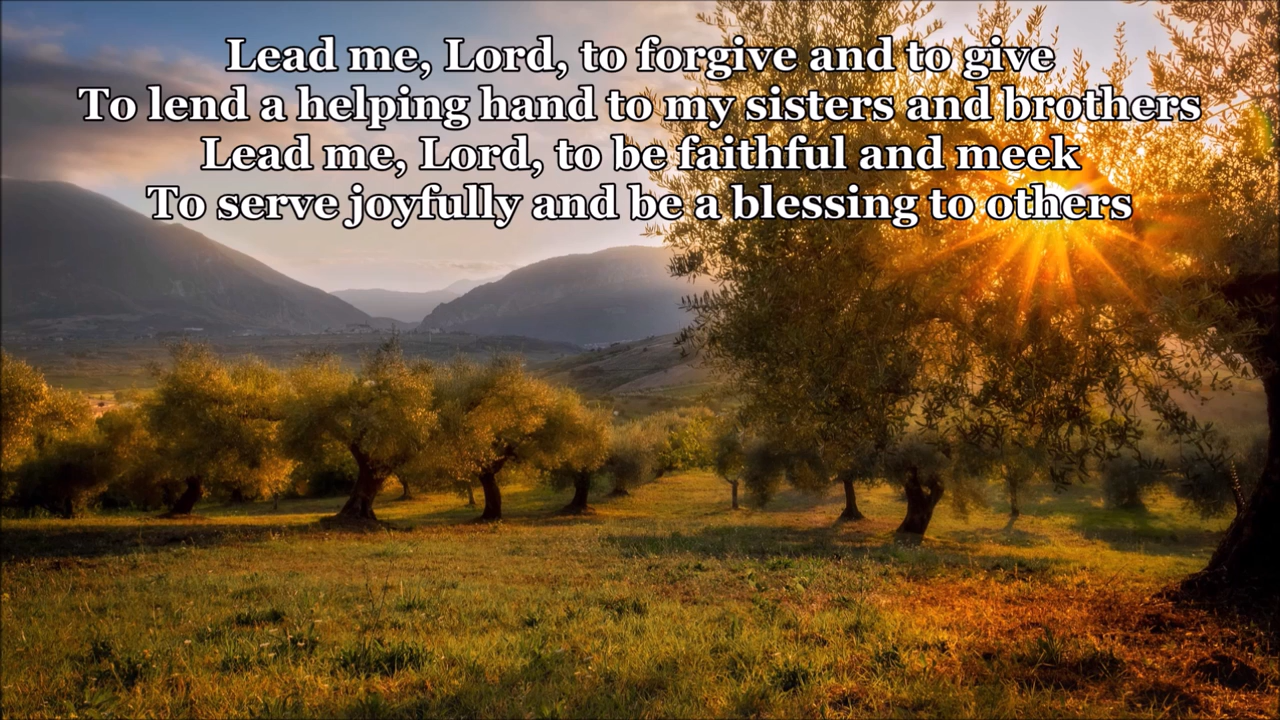 Lead me, Lord, to forgive and to give
To lend a helping hand to my sisters and brothers
Lead me, Lord, to be faithful and meek
To serve joyfully and be a blessing to others